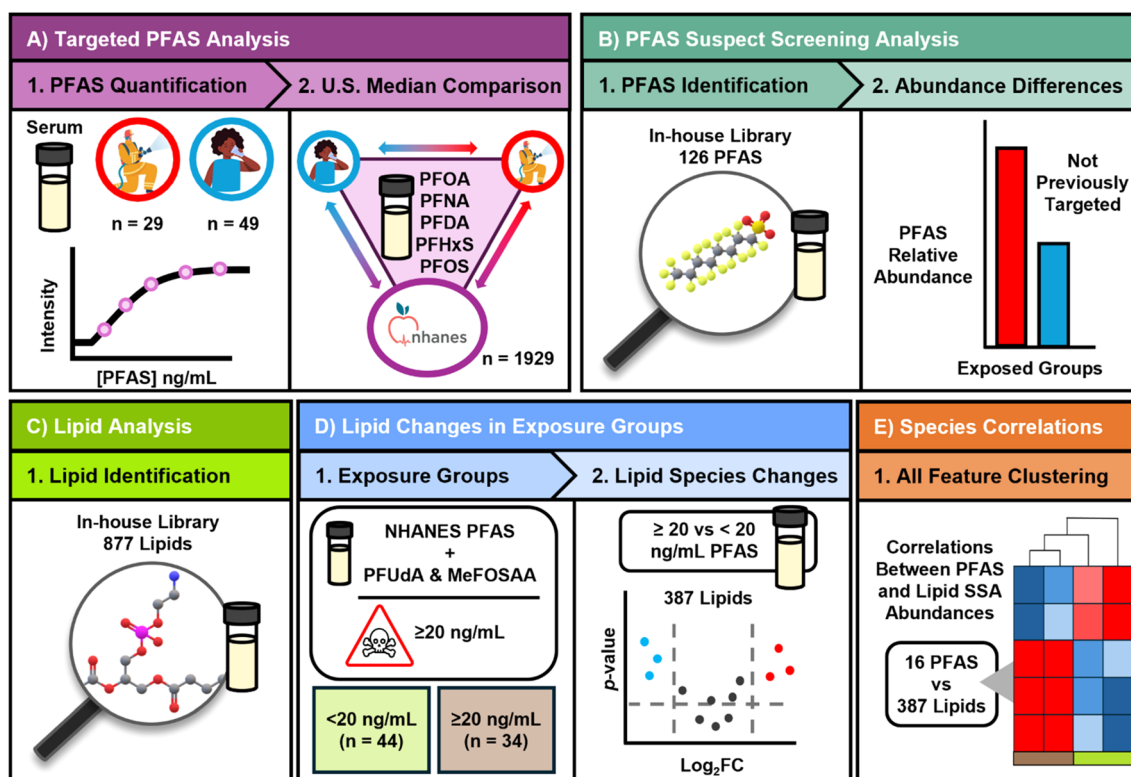 A) Targeted PFAS Analysis
1. PFAS Quantification
2. U.S. Median Comparison
Serum
n = 29
n = 49
Intensity
[PFAS] ng/mL
PFOA
PFNA
PFDA
PFHxS
PFOS
nhanes
n = 1929
B) PFAS Suspect Screening Analysis
1. PFAS Identification
2. Abundance Differences
In-house Library
126 PFAS
Not
Previously
Targeted
PFAS
Relative
Abundance
Exposed Groups
C) Lipid Analysis
1. Lipid Identification
In-house Library
877 Lipids
D) Lipid Changes in Exposure Groups
1. Exposure Groups
2. Lipid Species Changes
NHANES PFAS
+
PFUdA & MeFOSAA
≥20 ng/mL
<20 ng/mL
(n = 44)
≥20 ng/mL
(n = 34)
≥ 20 vs < 20
ng/mL PFAS
387 Lipids
p-value
Log₂FC
E) Species Correlations
1. All Feature Clustering
Correlations
Between PFAS
and Lipid SSA
Abundances
16 PFAS
vs
387 Lipids